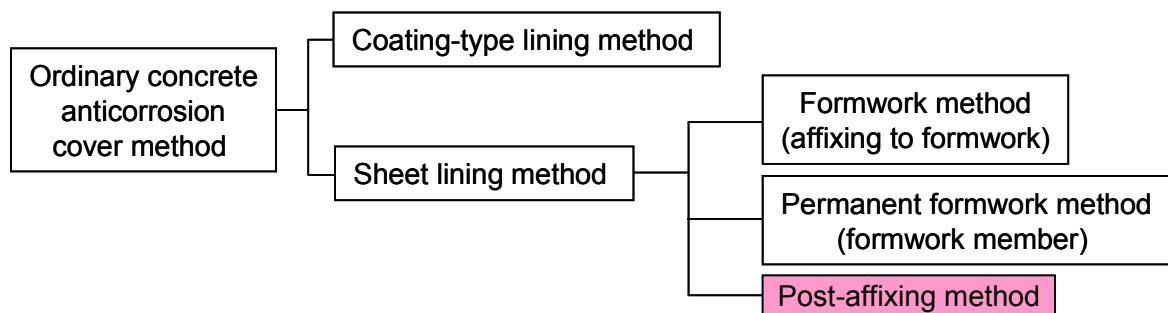 Ordinary concrete
anticorrosion
cover method
Coating-type lining method
Sheet lining method
Formwork method
(affixing to formwork)
Permanent formwork method
(formwork member)
Post-affixing method